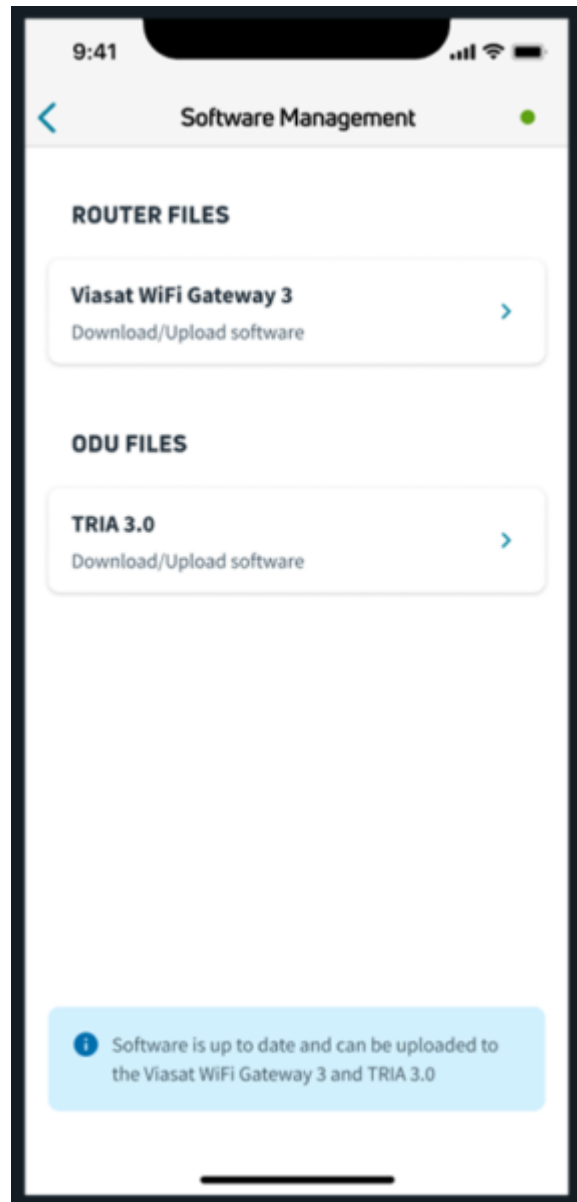 9:41
Software Management
ROUTER FILES
Viasat WiFi Gateway 3
Download/Upload software
ODU FILES
TRIA 3.0
Download/Upload software
Software is up to date and can be uploaded to
the Viasat WiFi Gateway 3 and TRIA 3.0